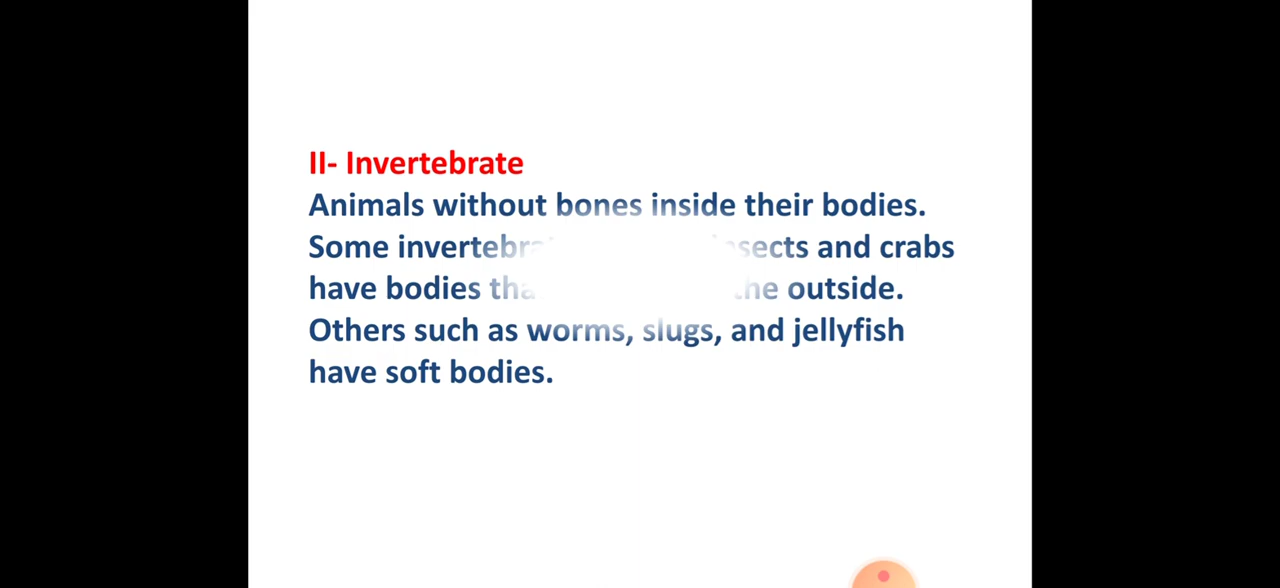 II- Invertebrate
Animals without bones inside their bodies.
Some and crabs
have bodies the outside.
Others such as worms, slugs, and jellyfish
have soft bodies.